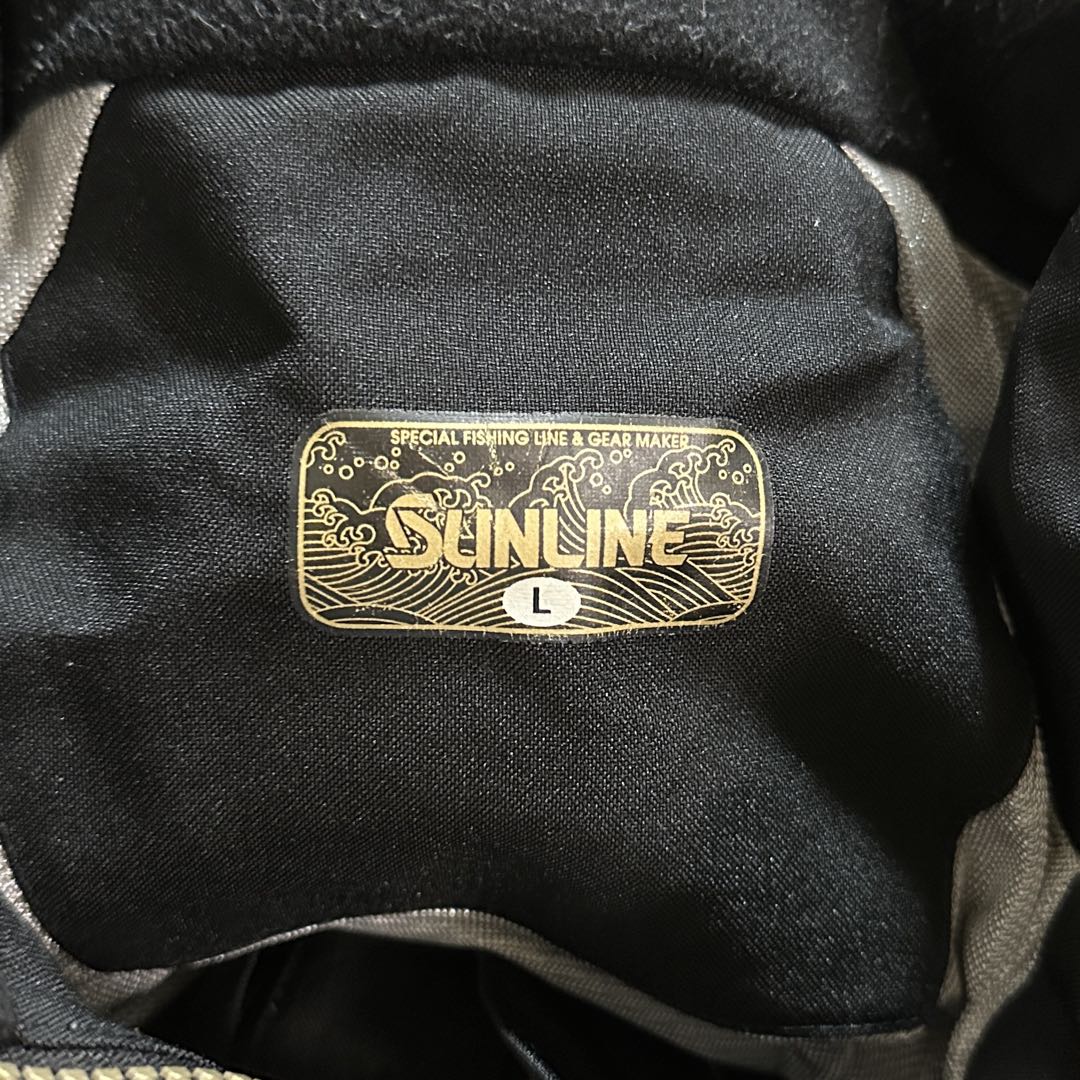 SPECIAL FISHING LINE & GEAR MAKER
SUNLINE
L